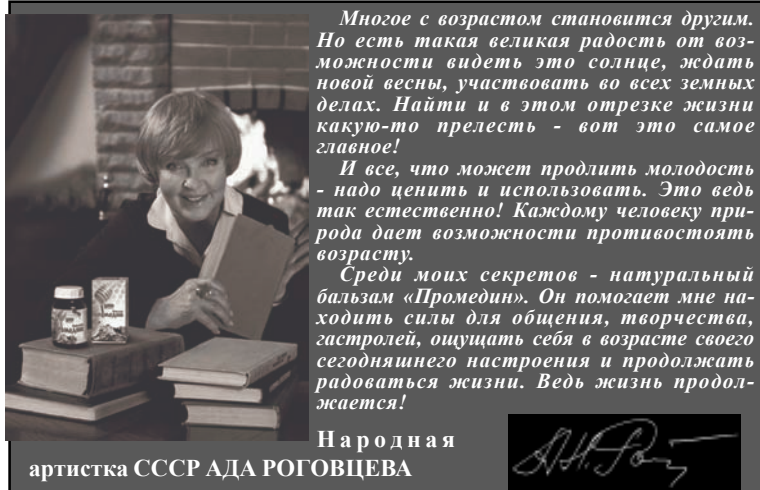 Многое с возрастом становится другим.
Но есть такая великая радость от воз-
можности видеть это солнце, ждать
новой весны, участвовать во всех земных
делах. Найти и в этом отрезке жизни
какую-то прелесть - вот это самое
главное!
И все, что может продлить молодость
- надо ценить и использовать. Это ведь
так естественно! Каждому человеку при-
рода дает возможности противостоять
возрасту.
Среди моих секретов - натуральный
бальзам «Промедин». Он помогает мне на-
ходить силы для общения, творчества,
гастролей, ощущать себя в возрасте своего
сегодняшнего настроения и продолжать
радоваться жизни. Ведь жизнь продол-
жается!
Народная
артистка СССР АДА РОГОВЦЕВА